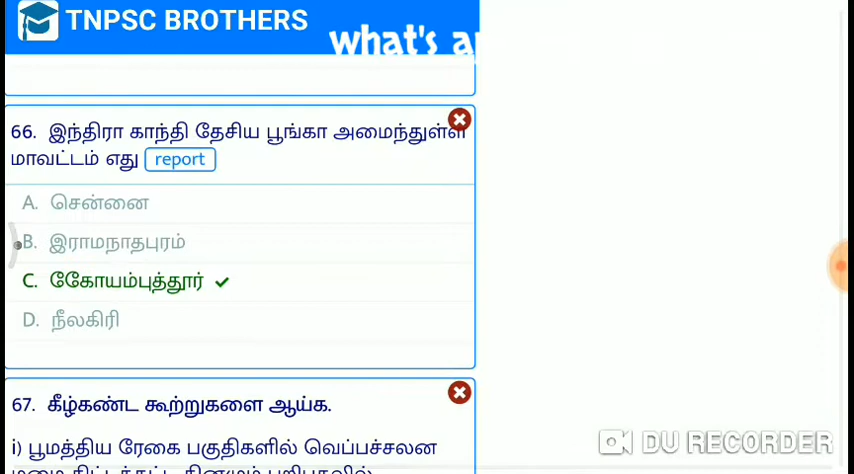 TNPSC BROTHERS
what's a
66. இந்திரா காந்தி தேசிய பூங்கா அமைந்துள்ள
மாவட்டம் எது report
A. சென்னை
B. இராமநாதபுரம்
C. கோேயம்புத்தூர்
D. நீலகிரி
67. கீழ்கண்ட கூற்றுகளை ஆய்க.
i) பூமத்திய ரேகை பகுதிகளில் வெப்பச்சலன
DU RECORDER